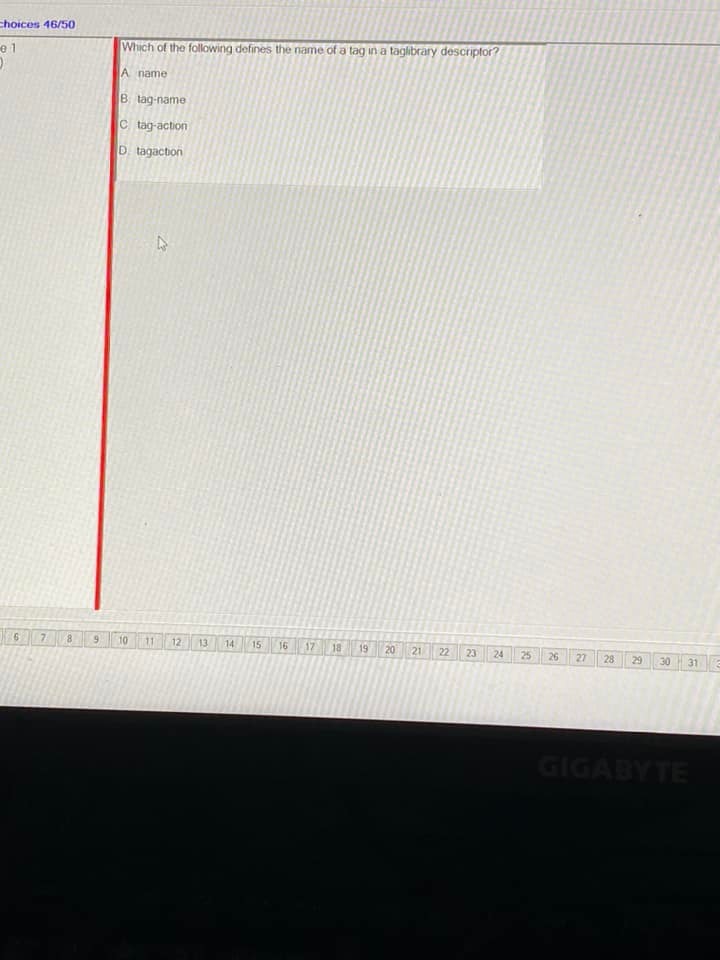 choices 46/50
e 1
)
Which of the following defines the name of a tag in a taglibrary descriptor?
A. name
B. tag-name
C. tag-action
D. tagaction
6 7 8 9 10 11 12 13 14 15 16 17 18 19 20 21 22 23 24 25 26 27 28 29 30 31
GIGABYTE